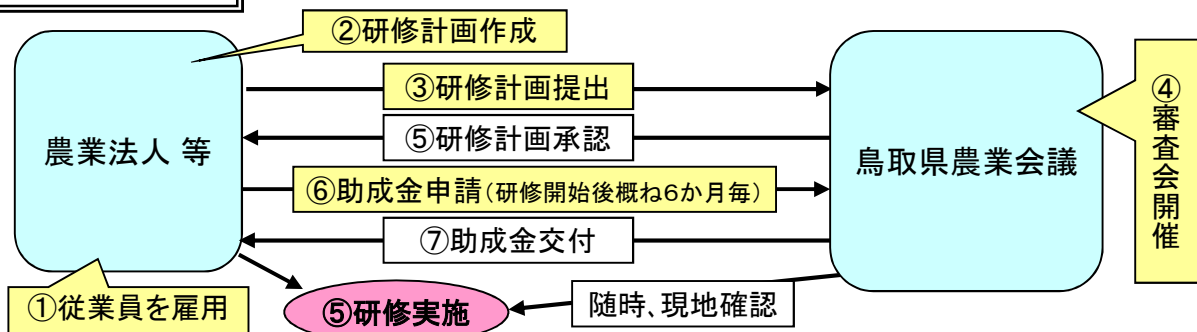 ②研修計画作成
③研修計画提出
⑤研修計画承認
農業法人 等
鳥取県農業会議
④審査会開催
⑥助成金申請(研修開始後概ね6か月毎)
⑦助成金交付
①従業員を雇用
⑤研修実施
随時、現地確認